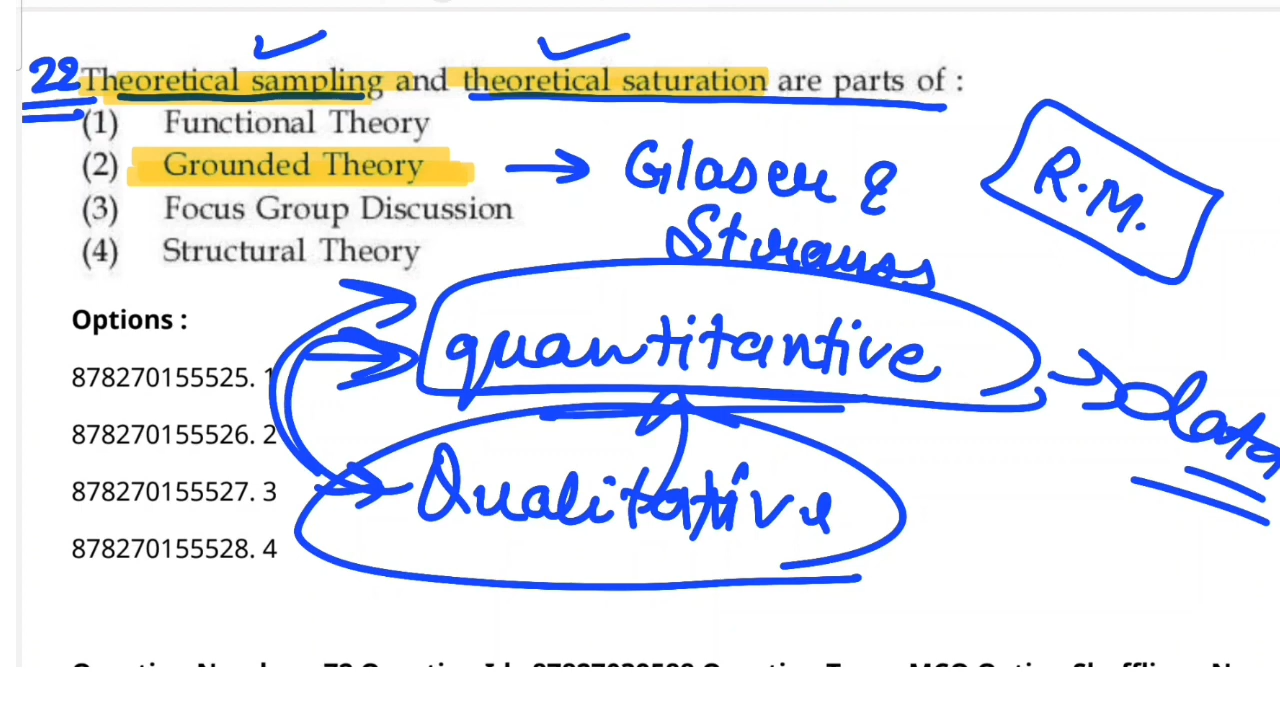 22 Theoretical sampling and theoretical saturation are parts of :
(1) Functional Theory
(2) Grounded Theory → Glaser &
Strauss
R.M.
(3) Focus Group Discussion
(4) Structural Theory
Options :
quantitantive
data
878270155525. 1
878270155526. 2
Qualitative
878270155527. 3
878270155528. 4